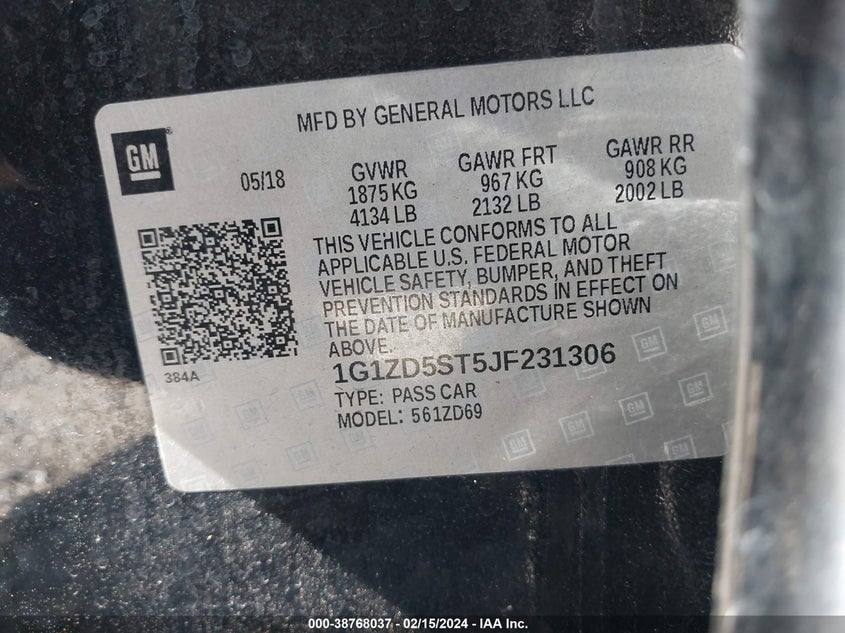 MFD BY GENERAL MOTORS LLC
GM
05/18
GVWR
1875 KG
4134 LB
GAWR FRT
967 KG
2132 LB
GAWR RR
908 KG
2002 LB
THIS VEHICLE CONFORMS TO ALL
APPLICABLE U.S. FEDERAL MOTOR
VEHICLE SAFETY, BUMPER, AND THEFT
PREVENTION STANDARDS IN EFFECT ON
THE DATE OF MANUFACTURE SHOWN
ABOVE.
384A
1G1ZD5ST5JF231306
TYPE: PASS CAR
MODEL: 561ZD69
000-38768037 - 02/15/2024 - IAA Inc.